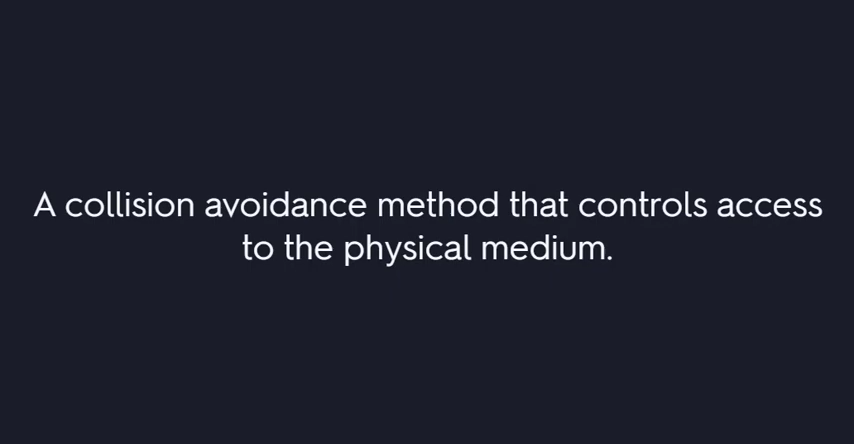 A collision avoidance method that controls access
to the physical medium.